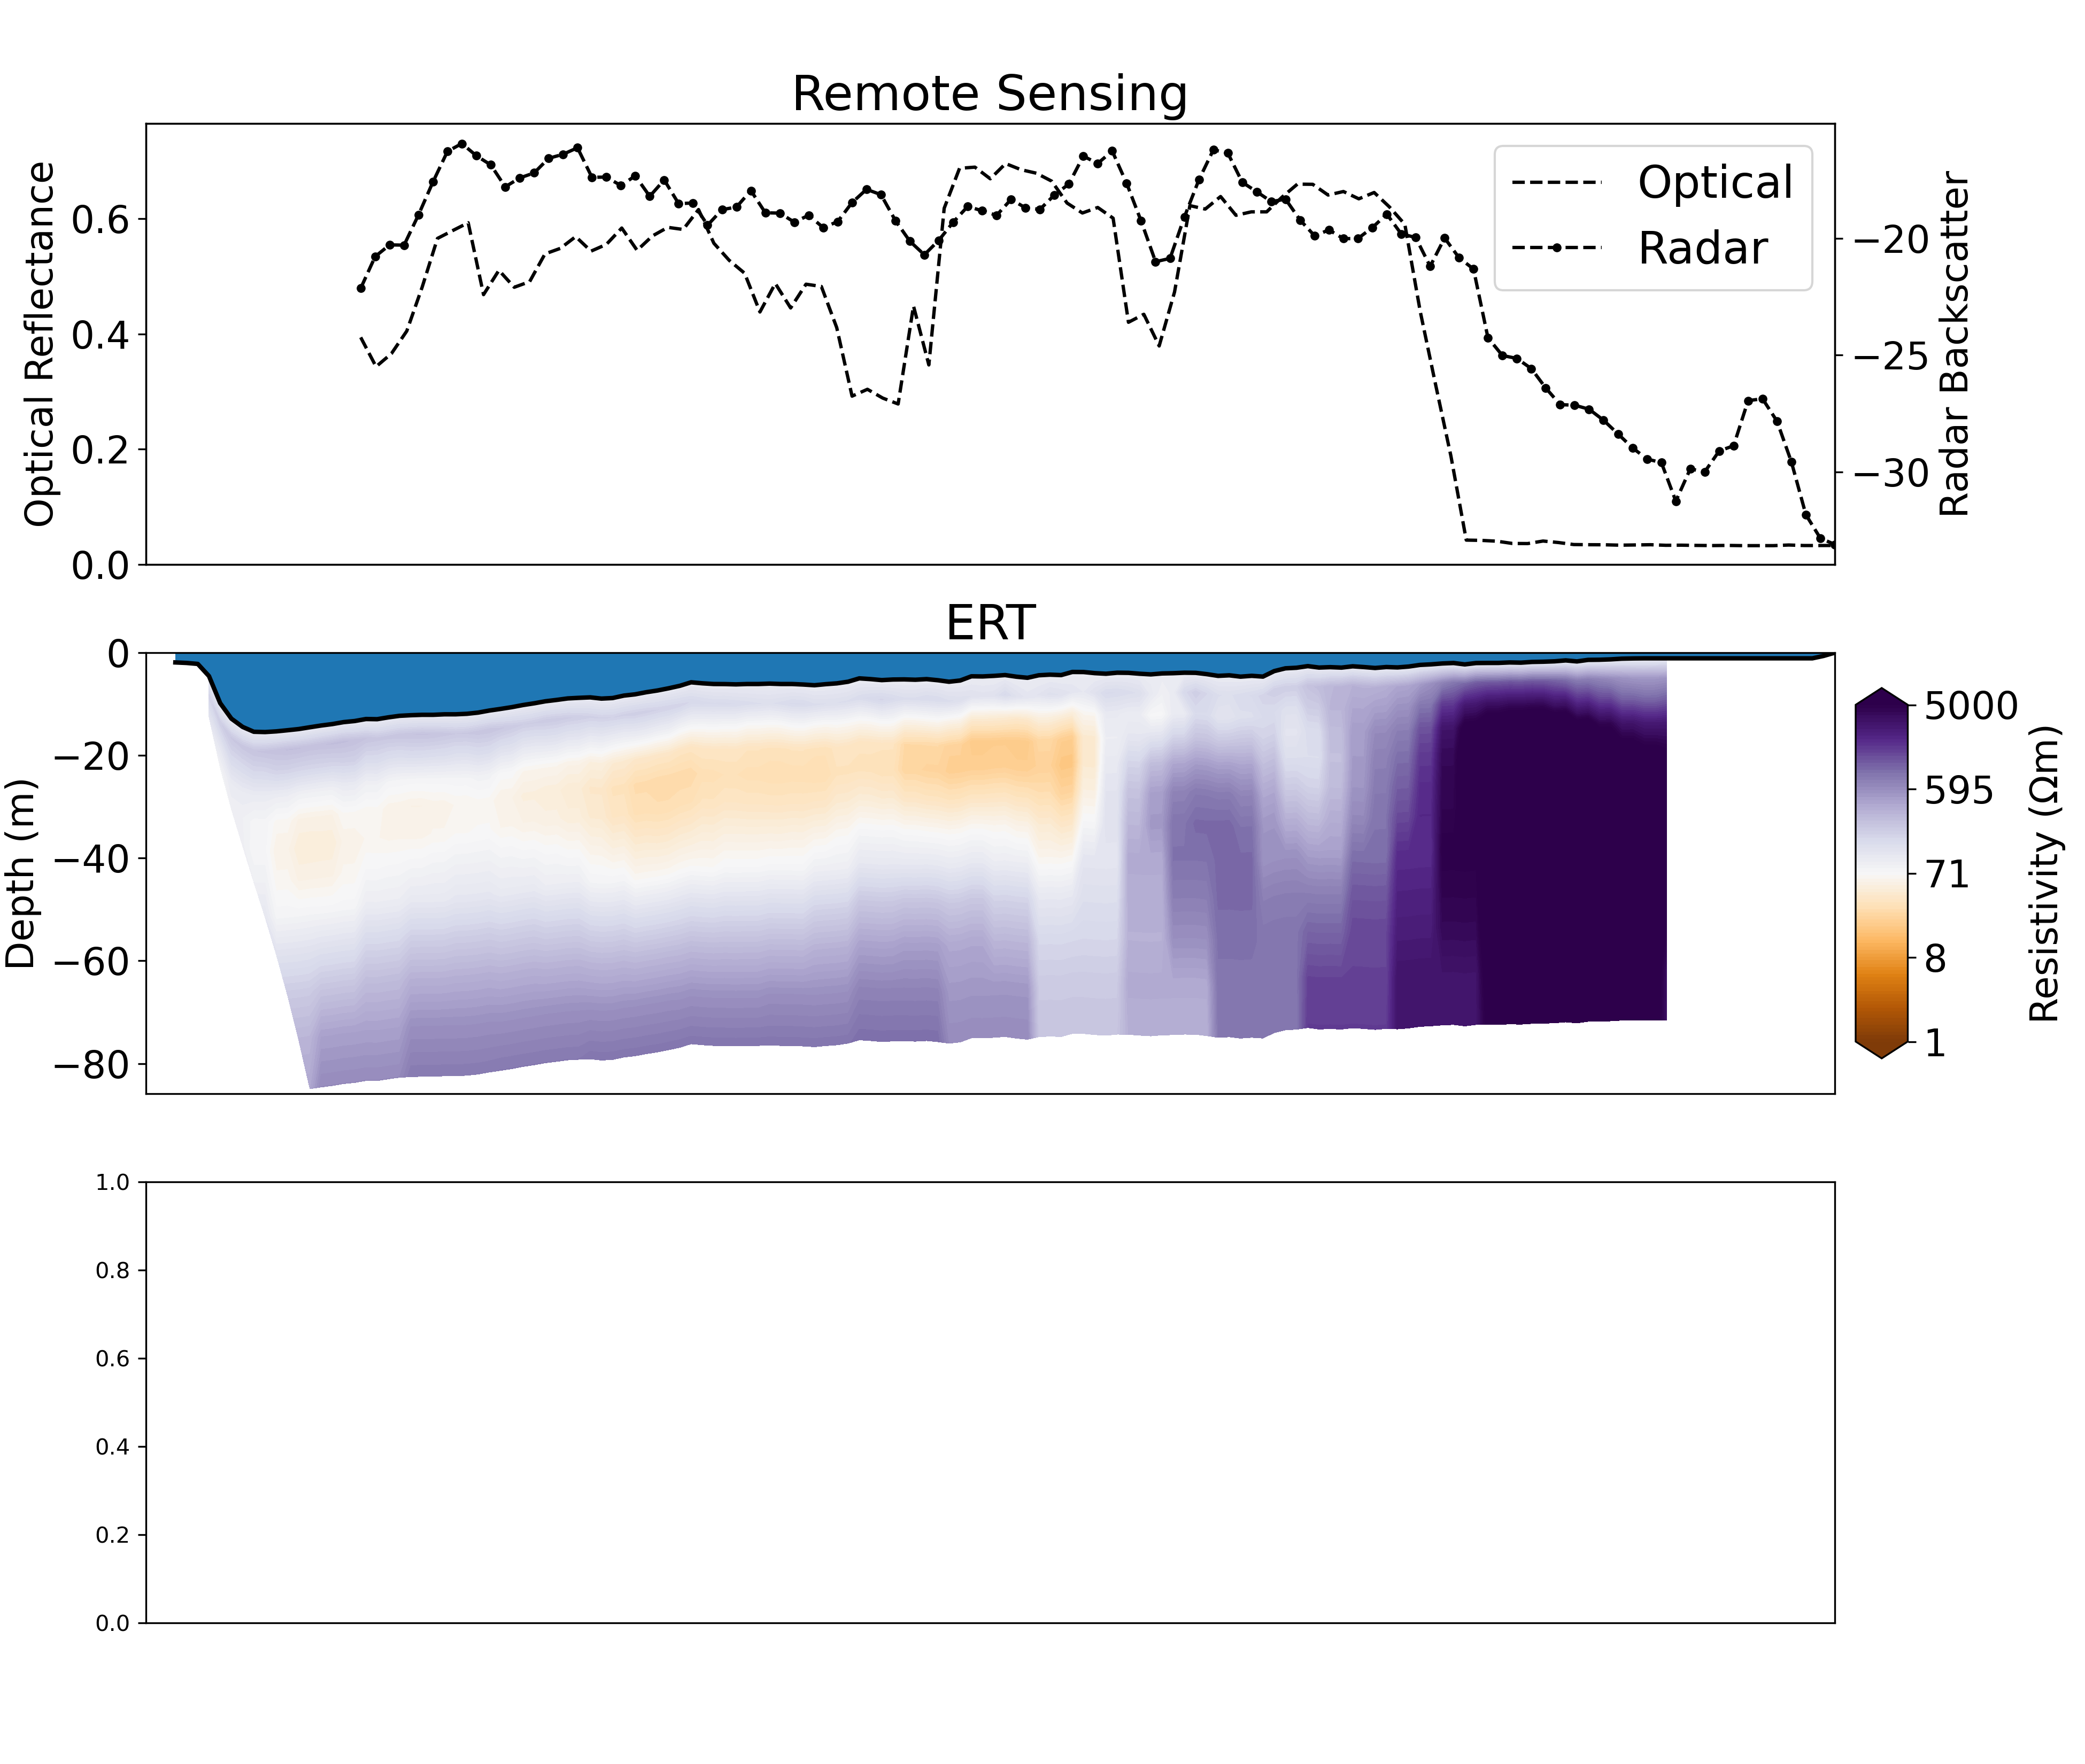 Remote Sensing
Optical Reflectance
0.6
0.4
0.2
0.0
Optical
Radar
−20
−25
−30
Radar Backscatter
ERT
Depth (m)
0
−20
−40
−60
−80
5000
595
71
8
1
Resistivity (Ωm)
1.0
0.8
0.6
0.4
0.2
0.0